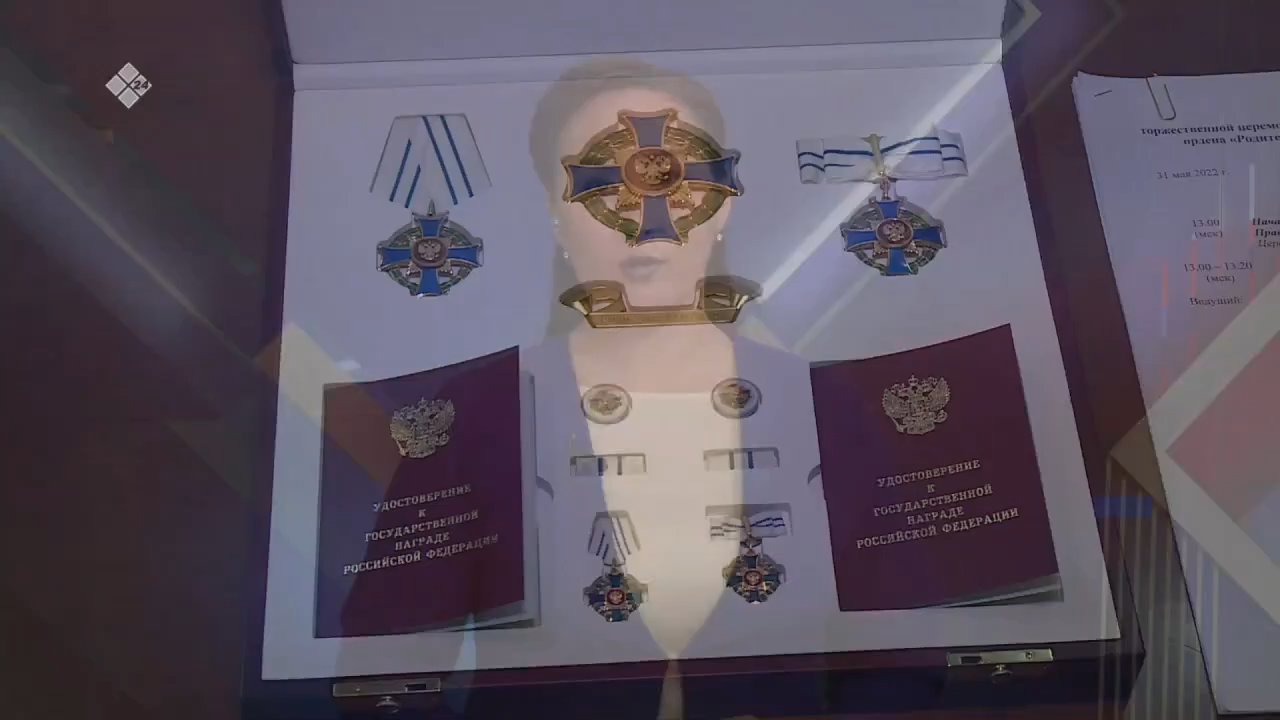 24
торжественной
ордена «Родите
31 мая 2022 г.
13.00
(мск)
13.00 – 13.20
(мск)
Ведущий:
УДОСТОВЕРЕНИЕ
К
ГОСУДАРСТВЕННОЙ
НАГРАДЕ
РОССИЙСКОЙ ФЕДЕРАЦИИ
УДОСТОВЕРЕНИЕ
К
ГОСУДАРСТВЕННОЙ
НАГРАДЕ
РОССИЙСКОЙ ФЕДЕРАЦИИ